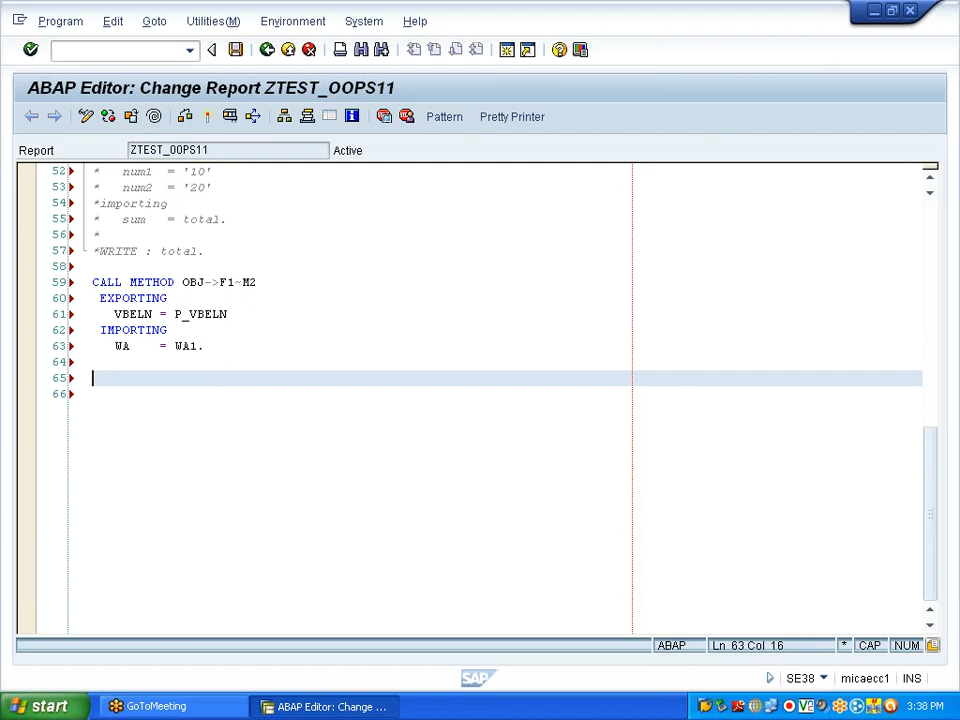 Program Edit Goto Utilities(M) Environment System Help
ABAP Editor: Change Report ZTEST_OOPS11
Pattern Pretty Printer
Report ZTEST_OOPS11 Active
52 * num1 = '10'
53 * num2 = '20'
54 *importing
55 * sum = total.
56 *
57 *WRITE : total.
58
59 CALL METHOD OBJ->F1~M2
60 EXPORTING
61 VBELN = P_VBELN
62 IMPORTING
63 WA = WA1.
64
65
66
ABAP Ln 63 Col 16 * CAP NUM
SAP SE38 micaecc1 INS
start GoToMeeting ABAP Editor: Change ... V2 3:38 PM